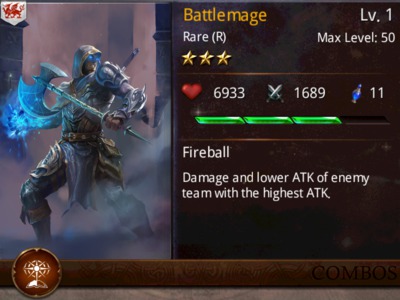 Battlemage Lv. 1
Rare (R) Max Level: 50
6933 1689 11
Fireball
Damage and lower ATK of enemy
team with the highest ATK.
COMBOS